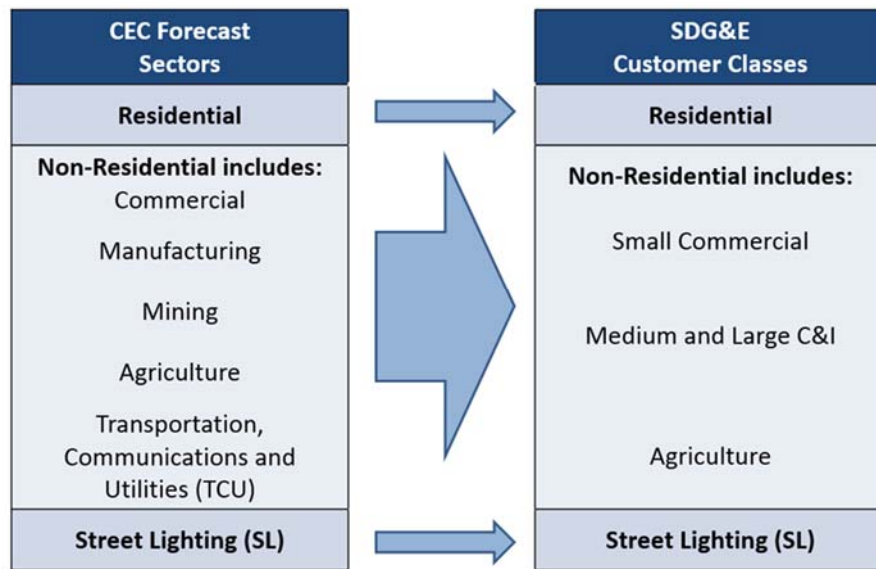 CEC Forecast
Sectors
SDG&E
Customer Classes
Residential
Residential
Non-Residential includes:
Commercial
Manufacturing
Mining
Agriculture
Transportation,
Communications and
Utilities (TCU)
Non-Residential includes:
Small Commercial
Medium and Large C&I
Agriculture
Street Lighting (SL)
Street Lighting (SL)